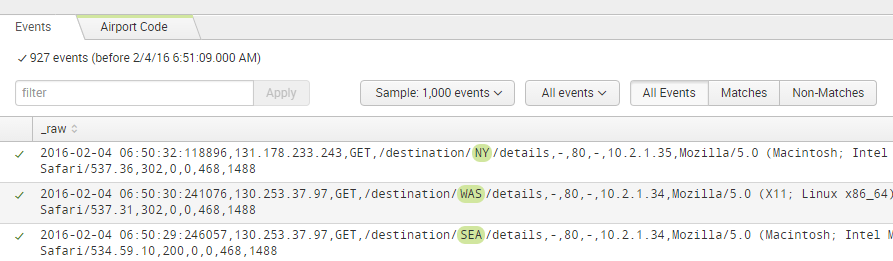 Events Airport Code
✓ 927 events (before 2/4/16 6:51:09.000 AM)
filter Apply Sample: 1,000 events All events All Events Matches Non-Matches
_raw
2016-02-04 06:50:32:118896,131.178.233.243,GET,/destination/NY/details,-,80,-,10.2.1.35,Mozilla/5.0 (Macintosh; Intel
Safari/537.36,302,0,0,468,1488
2016-02-04 06:50:30:241076,130.253.37.97,GET,/destination/WAS/details,-,80,-,10.2.1.34,Mozilla/5.0 (X11; Linux x86_64)
Safari/537.31,302,0,0,468,1488
2016-02-04 06:50:29:246057,130.253.37.97,GET,/destination/SEA/details,-,80,-,10.2.1.34,Mozilla/5.0 (Macintosh; Intel M
Safari/534.59.10,200,0,0,468,1488